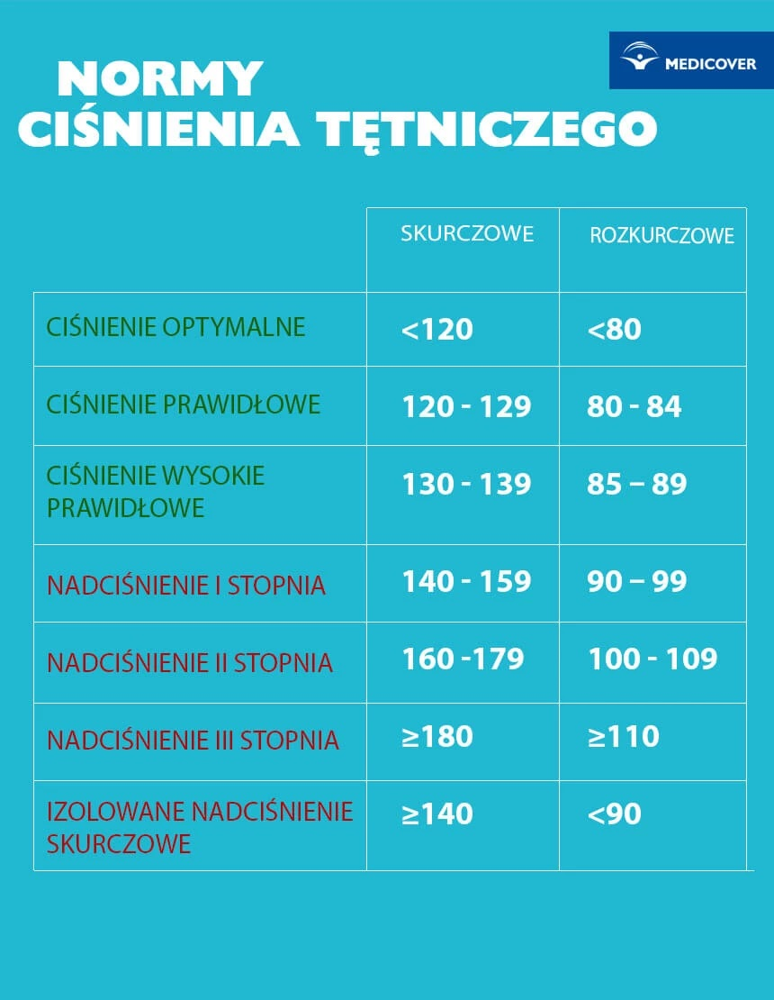 MEDICOVER
NORMY
CIŚNIENIA TĘTNICZEGO
SKURCZOWE ROZKURCZOWE
CIŚNIENIE OPTYMALNE <120 <80
CIŚNIENIE PRAWIDŁOWE 120 - 129 80 - 84
CIŚNIENIE WYSOKIE
PRAWIDŁOWE 130 - 139 85 – 89
NADCIŚNIENIE I STOPNIA 140 - 159 90 – 99
NADCIŚNIENIE II STOPNIA 160 -179 100 - 109
NADCIŚNIENIE III STOPNIA ≥180 ≥110
IZOLOWANE NADCIŚNIENIE
SKURCZOWE ≥140 <90